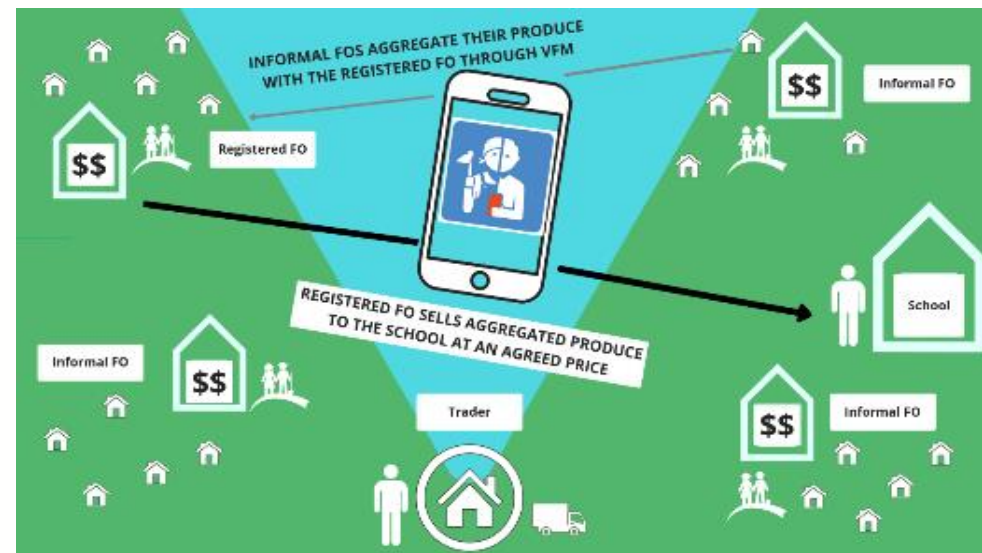 INFORMAL FOS AGGREGATE THEIR PRODUCE
WITH THE REGISTERED FO THROUGH VFM
$$
Informal FO
$$
Registered FO
School
REGISTERED FO SELLS AGGREGATED PRODUCE
TO THE SCHOOL AT AN AGREED PRICE
Informal FO
$$
Trader
$$
Informal FO